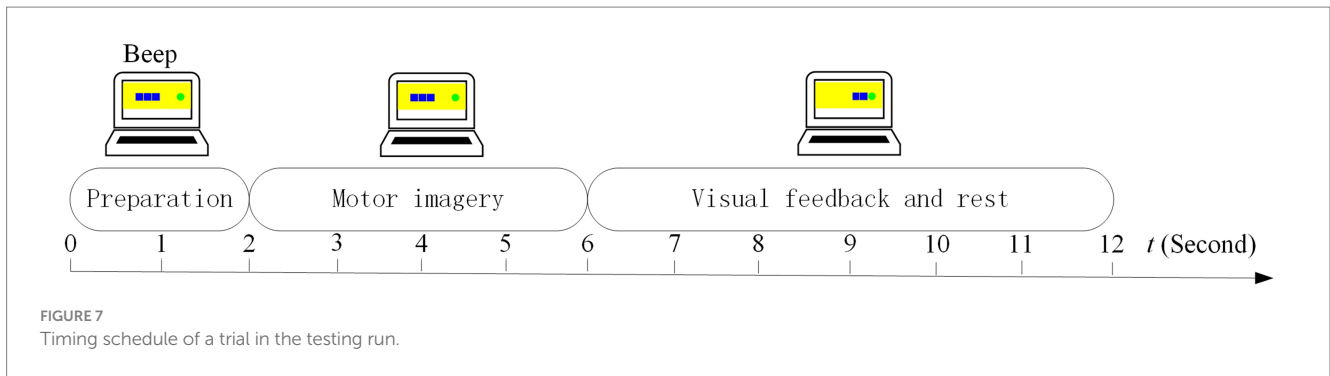 Beep
Preparation Motor imagery Visual feedback and rest
0 1 2 3 4 5 6 7 8 9 10 11 12 t (Second)
FIGURE 7
Timing schedule of a trial in the testing run.